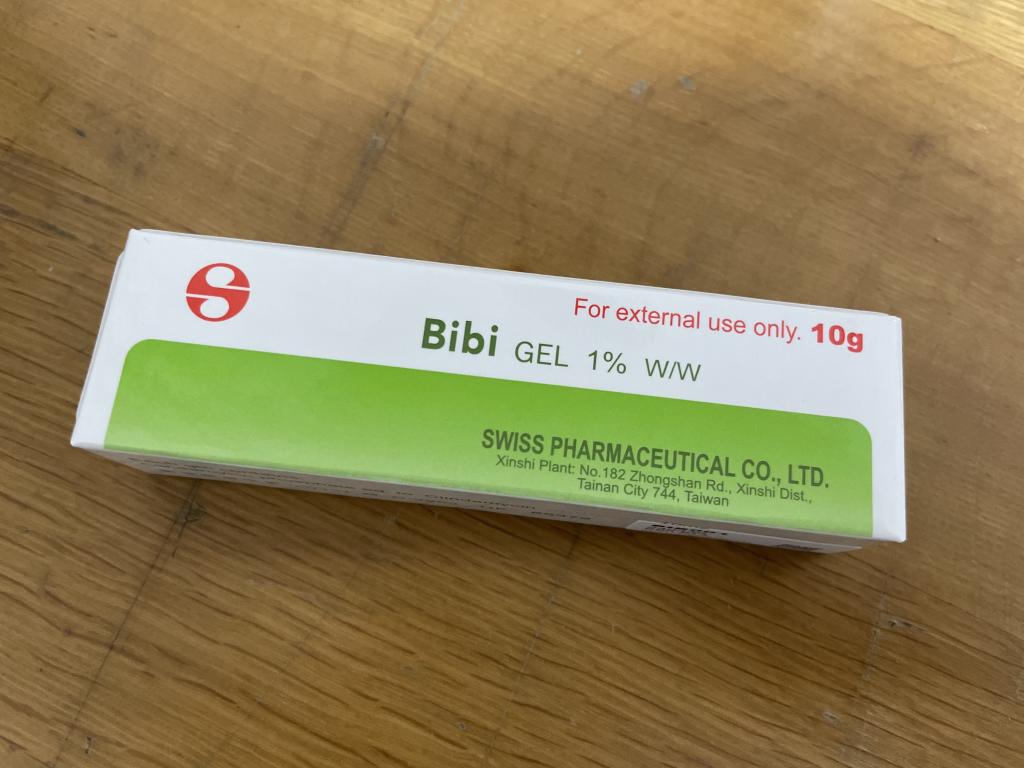 For external use only. 10g
Bibi GEL 1% W/W
SWISS PHARMACEUTICAL CO., LTD.
Xinshi Plant: No.182 Zhongshan Rd., Xinshi Dist.,
Tainan City 744, Taiwan
Clindamycin